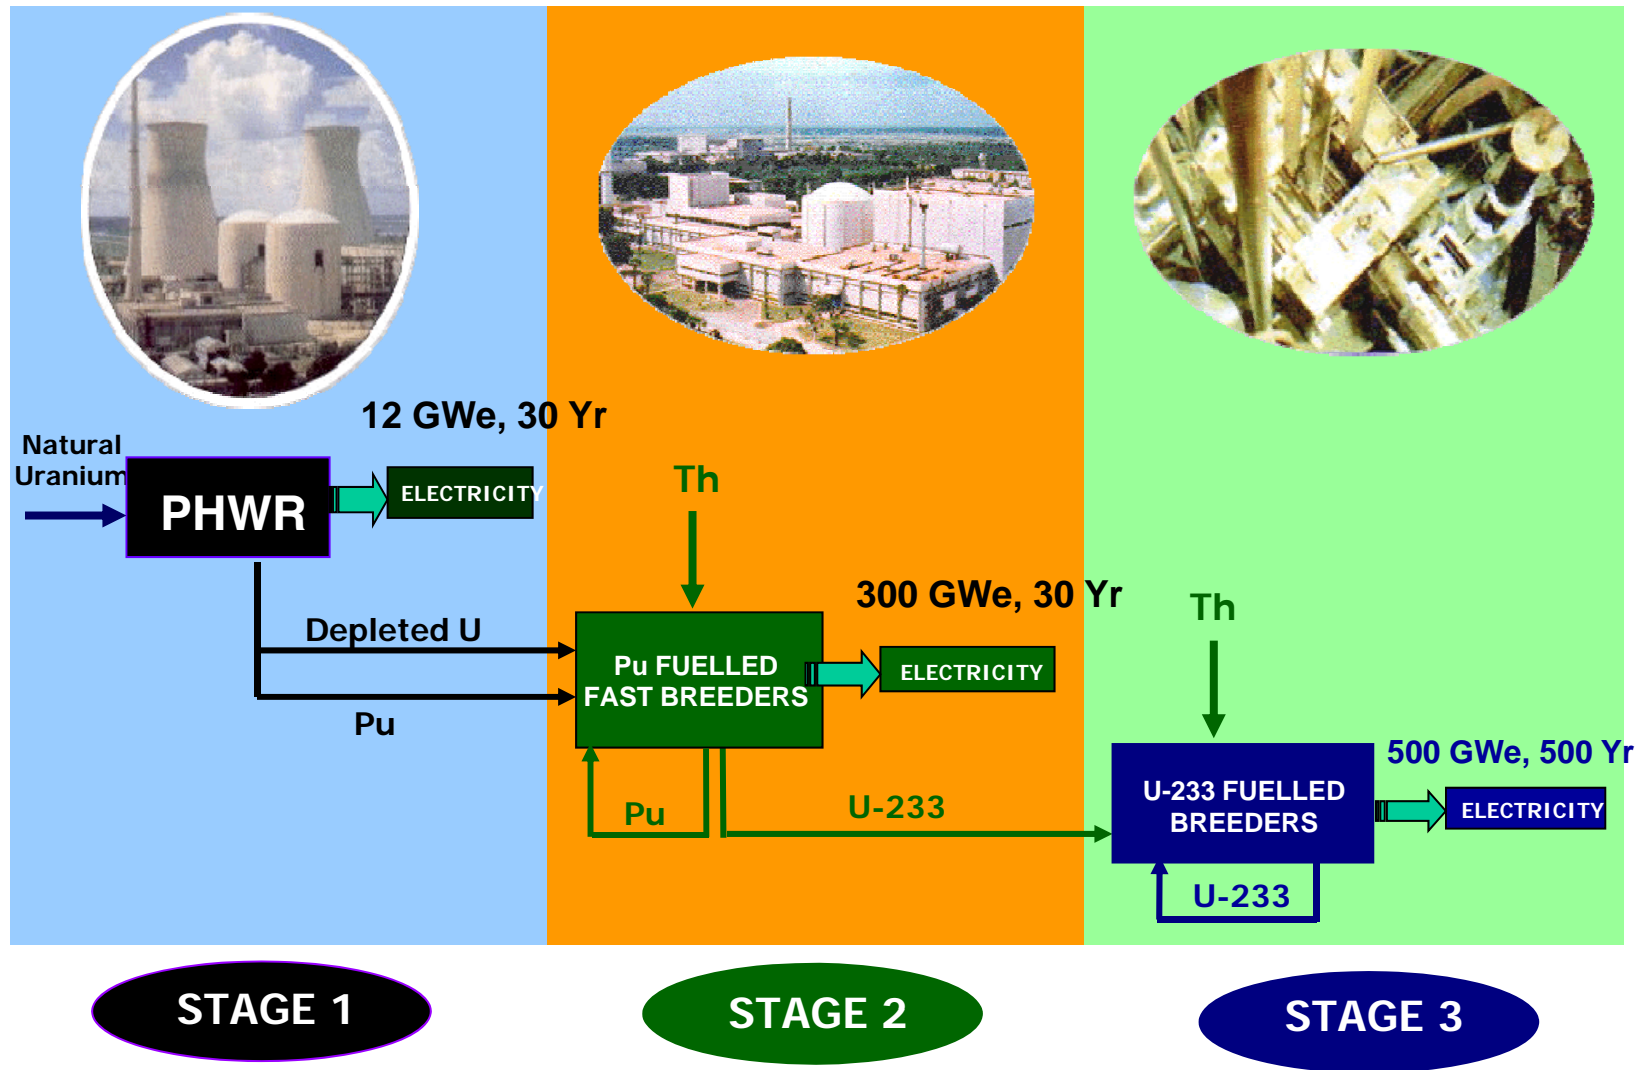 12 GWe, 30 Yr
Natural
Uranium
PHWR
ELECTRICITY
Depleted U
Pu
Th
300 GWe, 30 Yr
Pu FUELLED
FAST BREEDERS
ELECTRICITY
Pu
U-233
Th
500 GWe, 500 Yr
U-233 FUELLED
BREEDERS
ELECTRICITY
U-233
STAGE 1
STAGE 2
STAGE 3